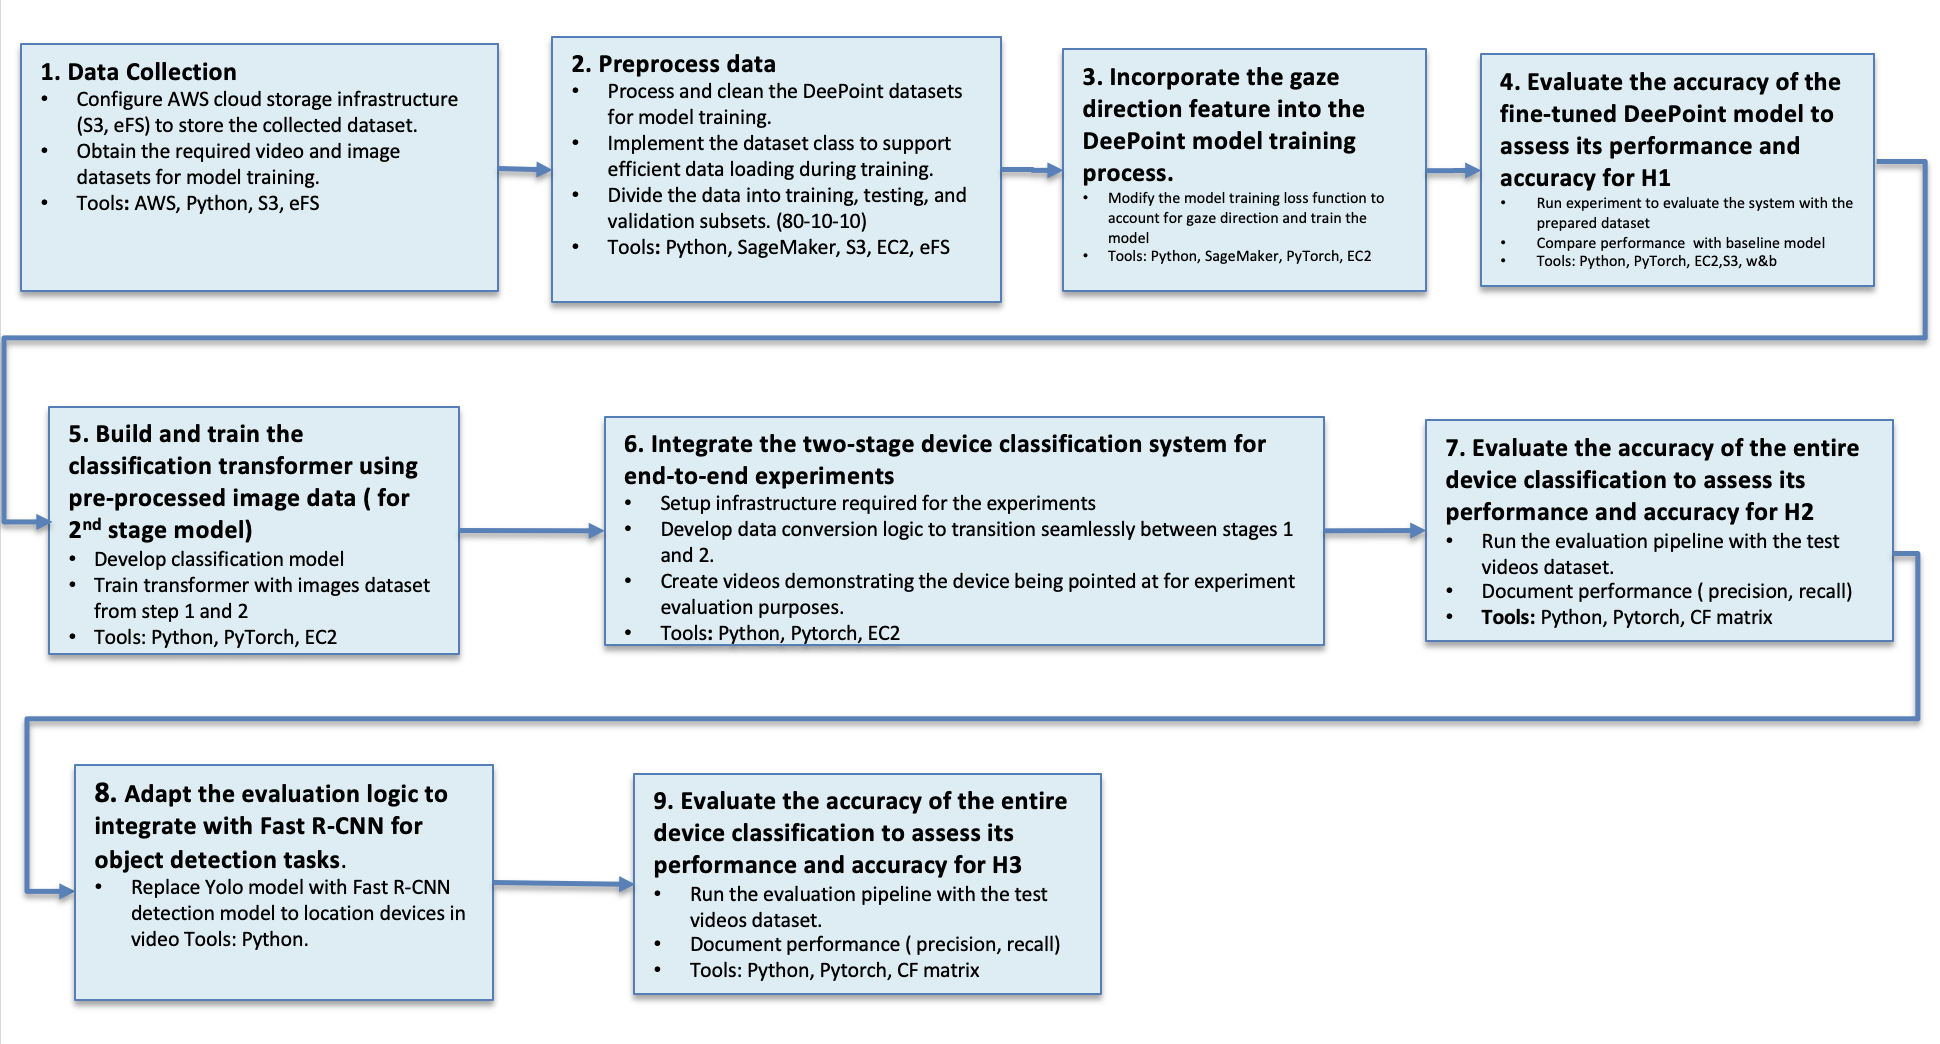 1. Data Collection
• Configure AWS cloud storage infrastructure
(S3, eFS) to store the collected dataset.
• Obtain the required video and image
datasets for model training.
• Tools: AWS, Python, S3, eFS
2. Preprocess data
• Process and clean the DeePoint datasets
for model training.
• Implement the dataset class to support
efficient data loading during training.
• Divide the data into training, testing, and
validation subsets. (80-10-10)
• Tools: Python, SageMaker, S3, EC2, eFS
3. Incorporate the gaze
direction feature into the
DeePoint model training
process.
• Modify the model training loss function to
account for gaze direction and train the
model
• Tools: Python, SageMaker, PyTorch, EC2
4. Evaluate the accuracy of the
fine-tuned DeePoint model to
assess its performance and
accuracy for H1
• Run experiment to evaluate the system with the
prepared dataset
• Compare performance  with baseline model
• Tools: Python, PyTorch, EC2,S3, w&b
5. Build and train the
classification transformer using
pre-processed image data ( for
2nd stage model)
• Develop classification model
• Train transformer with images dataset
from step 1 and 2
• Tools: Python, PyTorch, EC2
6. Integrate the two-stage device classification system for
end-to-end experiments
• Setup infrastructure required for the experiments
• Develop data conversion logic to transition seamlessly between stages 1
and 2.
• Create videos demonstrating the device being pointed at for experiment
evaluation purposes.
• Tools: Python, Pytorch, EC2
7. Evaluate the accuracy of the entire
device classification to assess its
performance and accuracy for H2
• Run the evaluation pipeline with the test
videos dataset.
• Document performance ( precision, recall)
• Tools: Python, Pytorch, CF matrix
8. Adapt the evaluation logic to
integrate with Fast R-CNN for
object detection tasks.
• Replace Yolo model with Fast R-CNN
detection model to location devices in
video Tools: Python.
9. Evaluate the accuracy of the entire
device classification to assess its
performance and accuracy for H3
• Run the evaluation pipeline with the test
videos dataset.
• Document performance ( precision, recall)
• Tools: Python, Pytorch, CF matrix